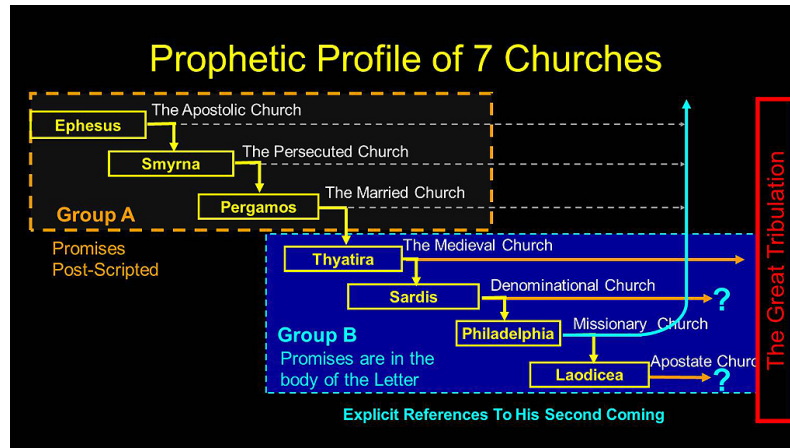 Prophetic Profile of 7 Churches
The Apostolic Church
Ephesus
The Persecuted Church
Smyrna
The Married Church
Pergamos
Group A
Promises
Post-Scripted
The Medieval Church
Thyatira
Denominational Church
Sardis
?
Missionary Church
Philadelphia
Group B
Promises are in the
body of the Letter
Apostate Churc
Laodicea
?
Explicit References To His Second Coming
The Great Tribulation